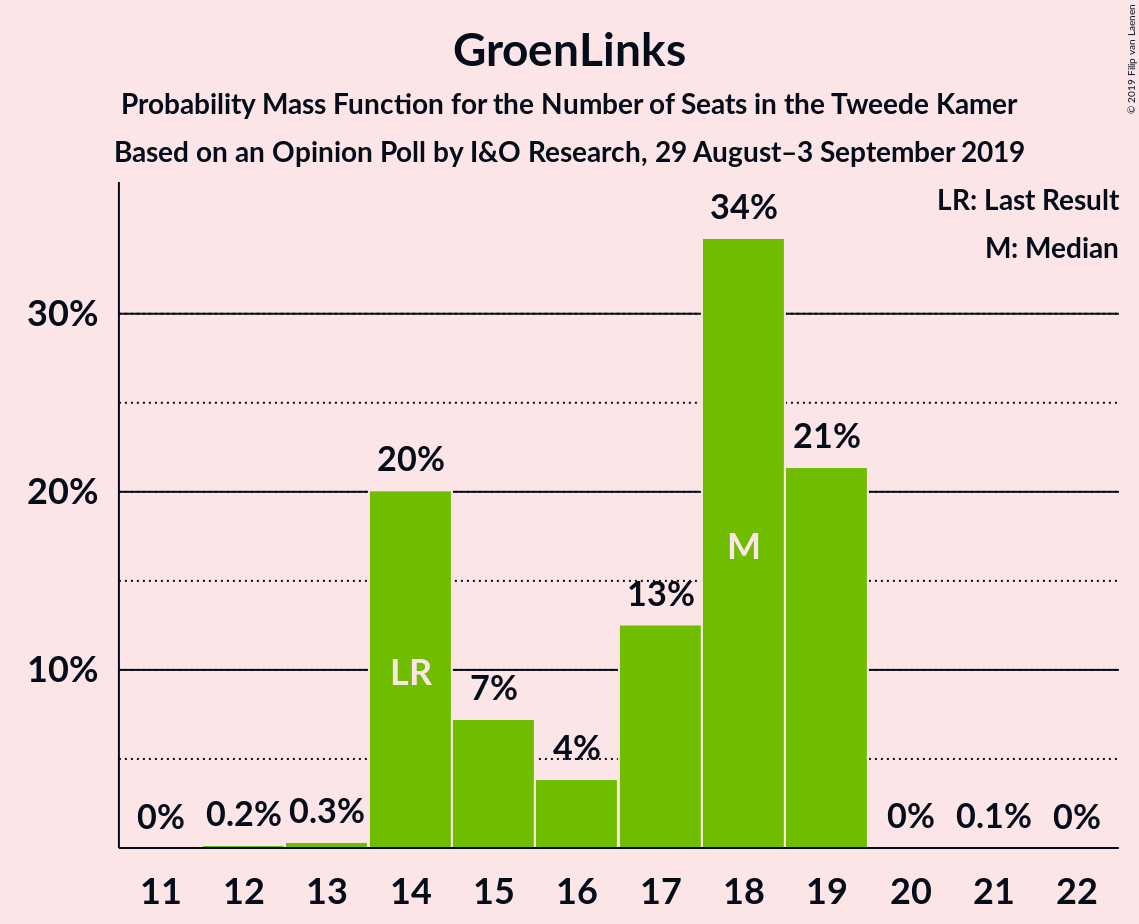 GroenLinks
Probability Mass Function for the Number of Seats in the Tweede Kamer
Based on an Opinion Poll by I&O Research, 29 August–3 September 2019
© 2019 Filip van Laenen
LR: Last Result
M: Median
34%
30%
21%
20%
20%
M
13%
10%
LR
7%
4%
0%
0.2%
0.3%
0%
0.1%
0%
11 12 13 14 15 16 17 18 19 20 21 22